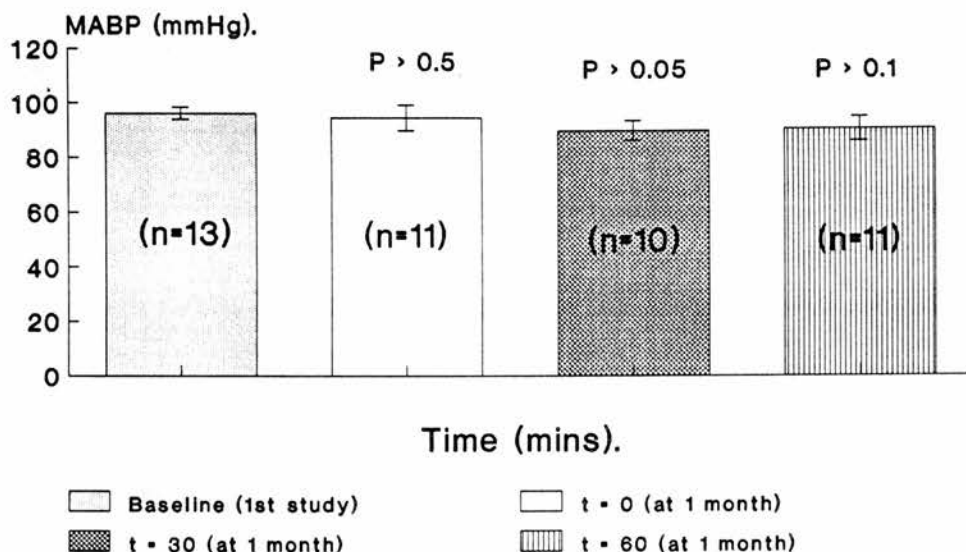 MABP (mmHg).
120
100
80
60
40
20
0
P > 0.5
P > 0.05
P > 0.1
(n=13)
(n=11)
(n=10)
(n=11)
Time (mins).
Baseline (1st study)
t = 0 (at 1 month)
t = 30 (at 1 month)
t = 60 (at 1 month)